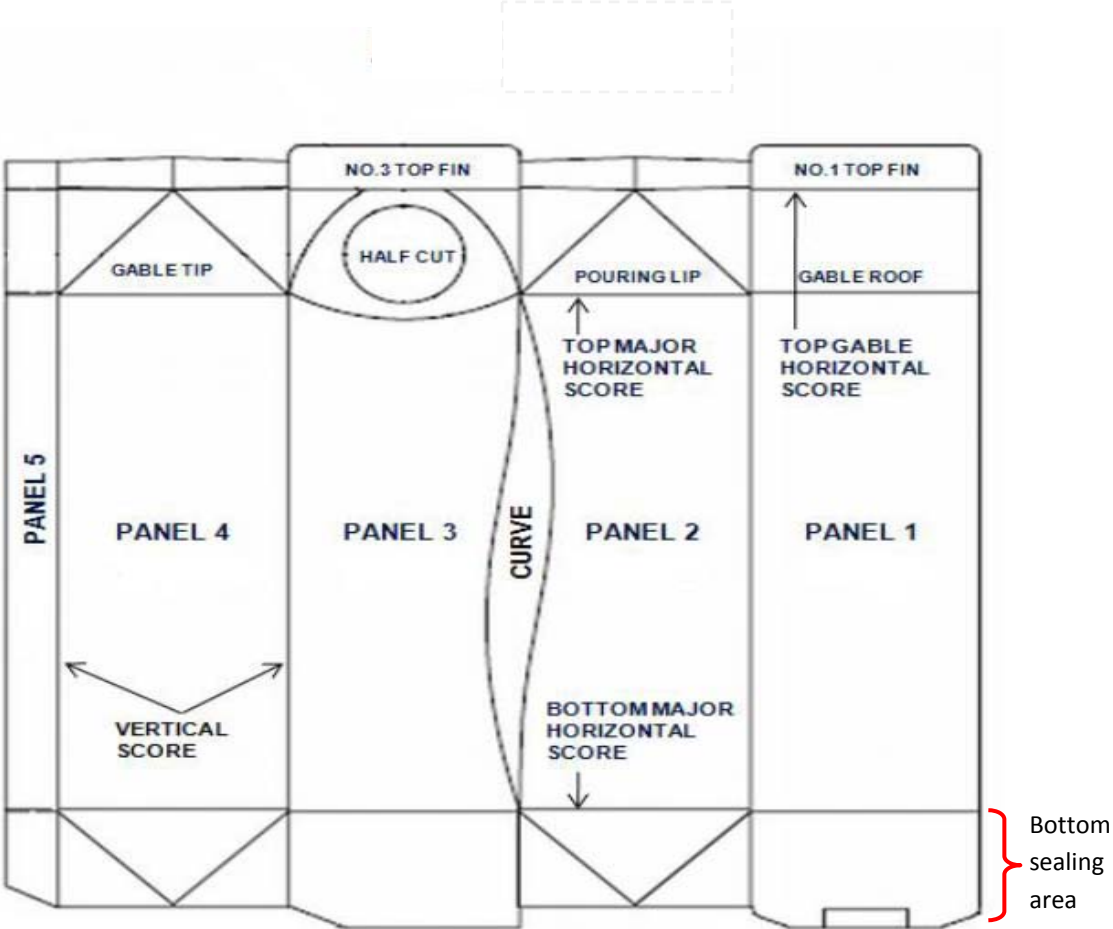 NO.3 TOP FIN
NO.1 TOP FIN
HALF CUT
GABLE TIP
POURING LIP
GABLE ROOF
TOP MAJOR
HORIZONTAL
SCORE
TOP GABLE
HORIZONTAL
SCORE
PANEL 5
PANEL 4
PANEL 3
CURVE
PANEL 2
PANEL 1
VERTICAL
SCORE
BOTTOM MAJOR
HORIZONTAL
SCORE
Bottom
sealing
area